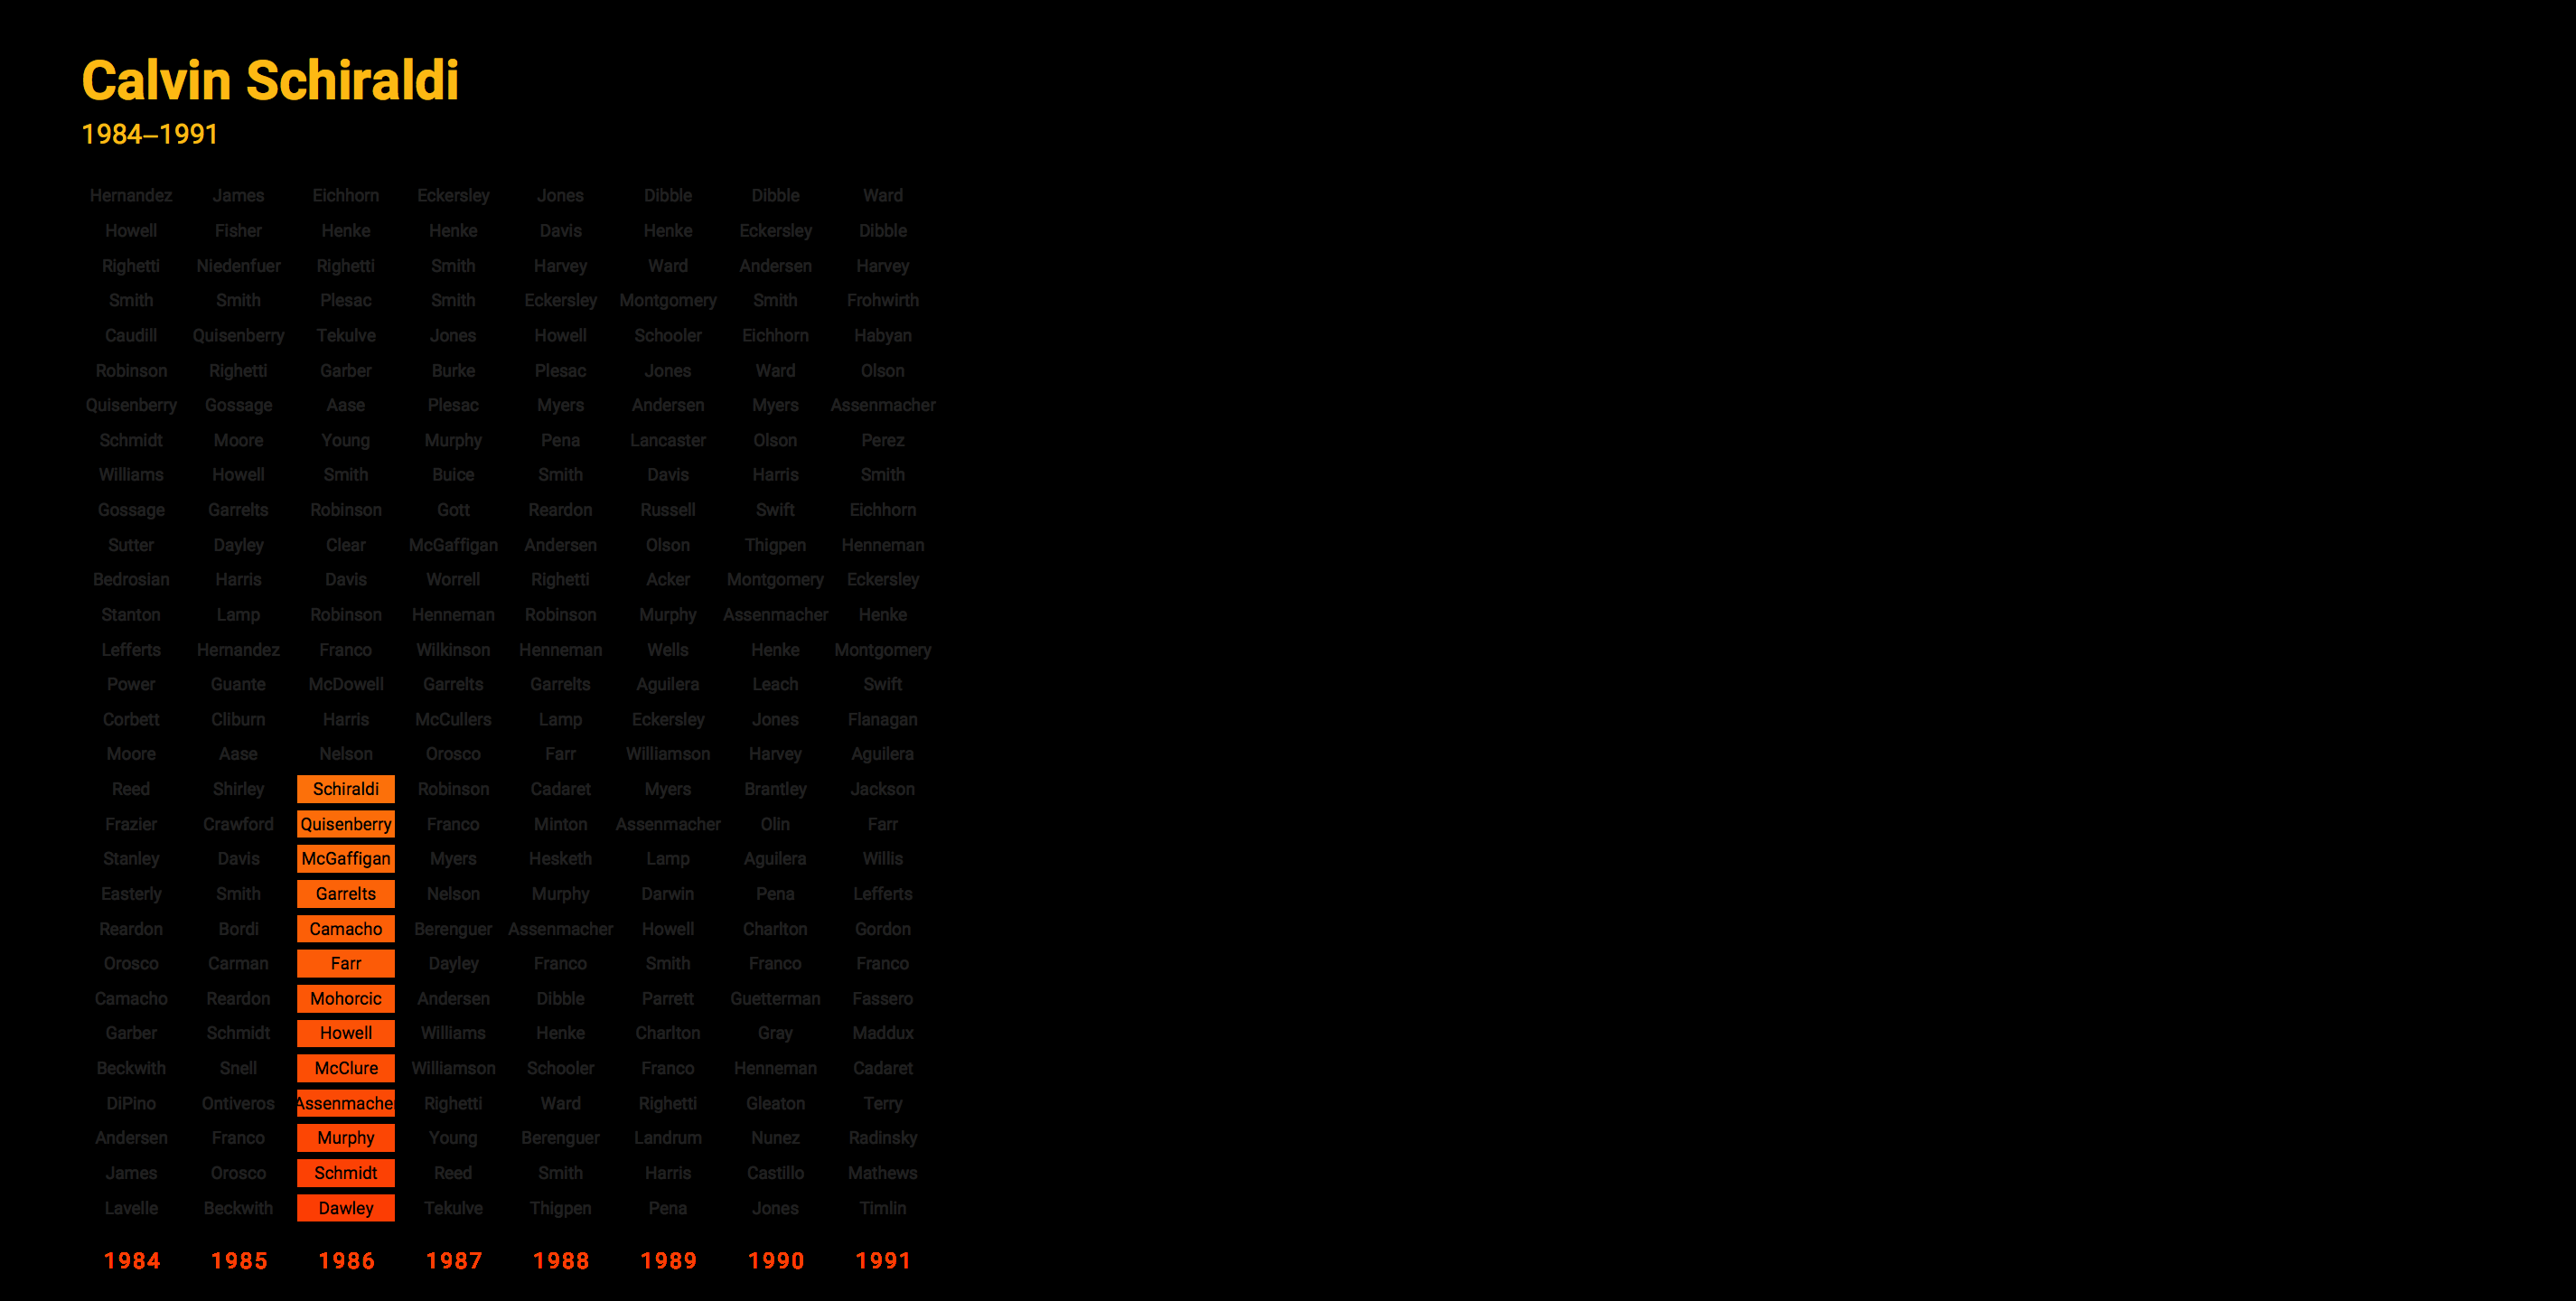 Calvin Schiraldi
1984–1991
Hernandez James Eichhorn Eckersley Jones Dibble Dibble Ward
Howell Fisher Henke Henke Davis Henke Eckersley Dibble
Righetti Niedenfuer Righetti Smith Harvey Ward Andersen Harvey
Smith Smith Plesac Smith Eckersley Montgomery Smith Frohwirth
Caudill Quisenberry Tekulve Jones Howell Schooler Eichhorn Habyan
Robinson Righetti Garber Burke Plesac Jones Ward Olson
Quisenberry Gossage Aase Plesac Myers Andersen Myers Assenmacher
Schmidt Moore Young Murphy Pena Lancaster Olson Perez
Williams Howell Smith Buice Smith Davis Harris Smith
Gossage Garrelts Robinson Gott Reardon Russell Swift Eichhorn
Sutter Dayley Clear McGaffigan Andersen Olson Thigpen Henneman
Bedrosian Harris Davis Worrell Righetti Acker Montgomery Eckersley
Stanton Lamp Robinson Henneman Robinson Murphy Assenmacher Henke
Lefferts Hernandez Franco Wilkinson Henneman Wells Henke Montgomery
Power Guante McDowell Garrelts Garrelts Aguilera Leach Swift
Corbett Cliburn Harris McCullers Lamp Eckersley Jones Flanagan
Moore Aase Nelson Orosco Farr Williamson Harvey Aguilera
Reed Shirley Schiraldi Robinson Cadaret Myers Brantley Jackson
Frazier Crawford Quisenberry Franco Minton Assenmacher Olin Farr
Stanley Davis McGaffigan Myers Hesketh Lamp Aguilera Willis
Easterly Smith Garrelts Nelson Murphy Darwin Pena Lefferts
Reardon Bordi Camacho Berenguer Assenmacher Howell Charlton Gordon
Orosco Carman Farr Dayley Franco Smith Franco Franco
Camacho Reardon Mohorcic Andersen Dibble Parrett Guetterman Fassero
Garber Schmidt Howell Williams Henke Charlton Gray Maddux
Beckwith Snell McClure Williamson Schooler Franco Henneman Cadaret
DiPino Ontiveros Assenmacher Righetti Ward Righetti Gleaton Terry
Andersen Franco Murphy Young Berenguer Landrum Nunez Radinsky
James Orosco Schmidt Reed Smith Harris Castillo Mathews
Lavelle Beckwith Dawley Tekulve Thigpen Pena Jones Timlin
1984 1985 1986 1987 1988 1989 1990 1991